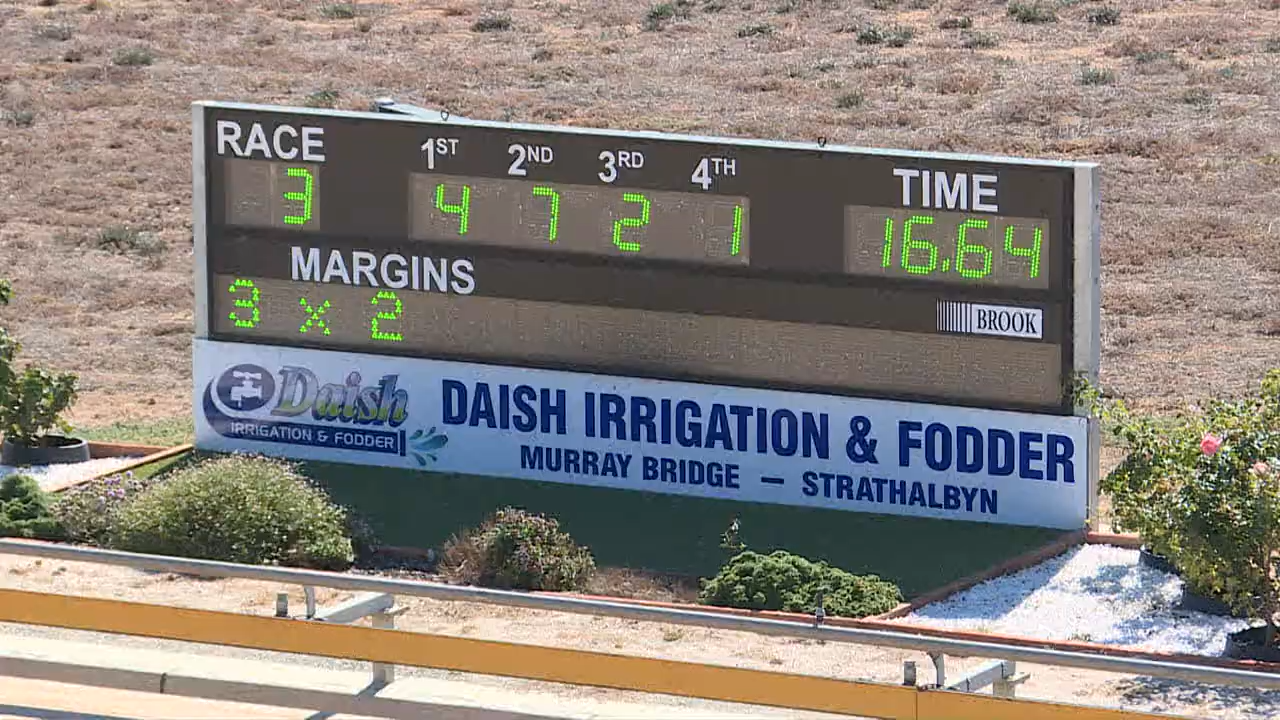 RACE 1ST 2ND 3RD 4TH TIME
3 4 7 2 1 16.64
MARGINS
3 x 2
BROOK
Daish
IRRIGATION & FODDER
DAISH IRRIGATION & FODDER
MURRAY BRIDGE – STRATHALBYN